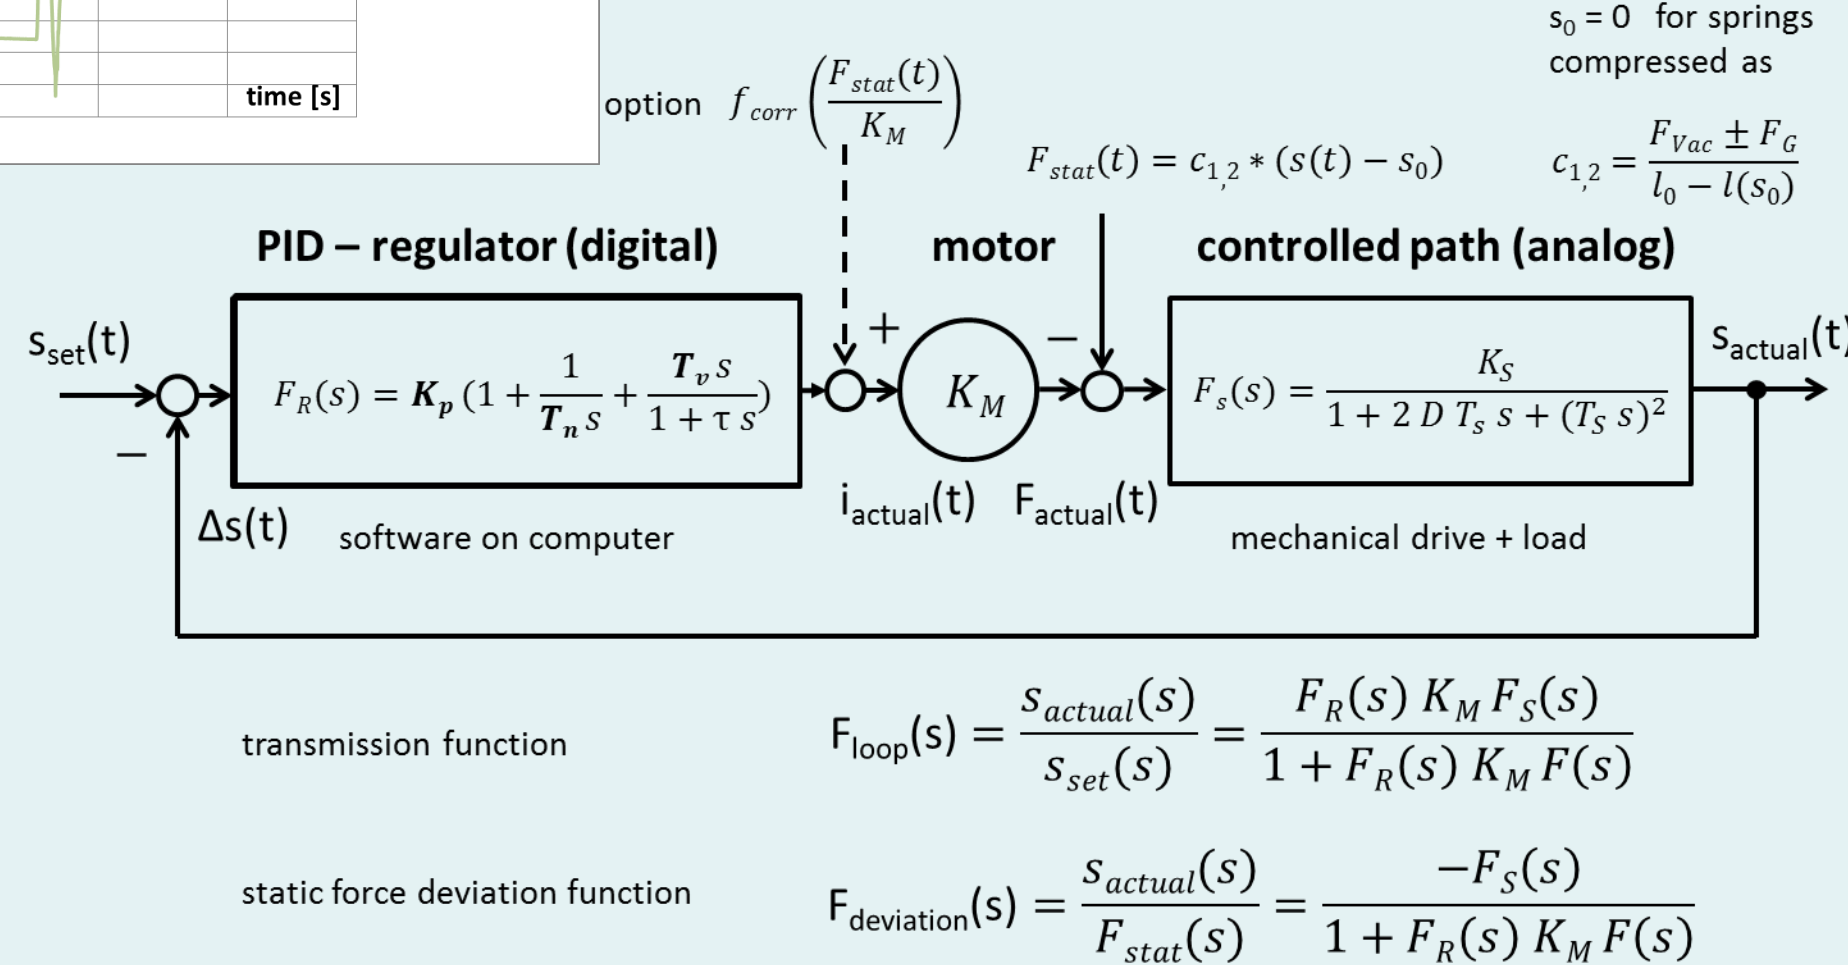 time [s]
s₀ = 0 for springs
compressed as
option f_corr (F_stat(t) / K_M)
F_stat(t) = c_1,2 * (s(t) − s₀)
c_1,2 = (F_Vac ± F_G) / (l₀ − l(s₀))
PID – regulator (digital)
motor
controlled path (analog)
s_set(t)
F_R(s) = K_p (1 + 1 / (T_n s) + T_v s / (1 + τ s))
+
K_M
−
F_s(s) = K_S / (1 + 2 D T_s s + (T_S s)²)
s_actual(t)
−
Δs(t)
software on computer
i_actual(t)
F_actual(t)
mechanical drive + load
transmission function
F_loop(s) = s_actual(s) / s_set(s) = F_R(s) K_M F_S(s) / (1 + F_R(s) K_M F(s))
static force deviation function
F_deviation(s) = s_actual(s) / F_stat(s) = −F_S(s) / (1 + F_R(s) K_M F(s))